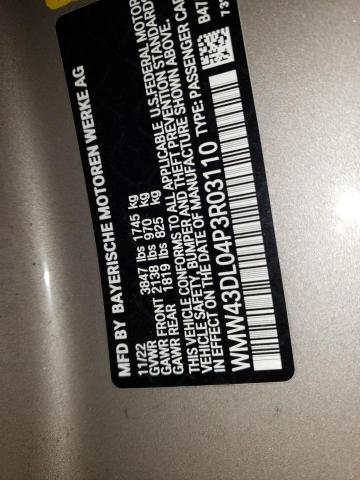 MFD BY BAYERISCHE MOTOREN WERKE AG
11/22 3847 lbs 1745 kg
GVWR
GAWR FRONT 2138 lbs 970 kg
GAWR REAR 1819 lbs 825 kg
THIS VEHICLE CONFORMS TO ALL APPLICABLE U.S.FEDERAL MOTOR
VEHICLE SAFETY, BUMPER AND THEFT PREVENTION STANDARD
IN EFFECT ON THE DATE OF MANUFACTURE SHOWN ABOVE.
WMW43DL04P3R03110 TYPE: PASSENGER CAR
B47